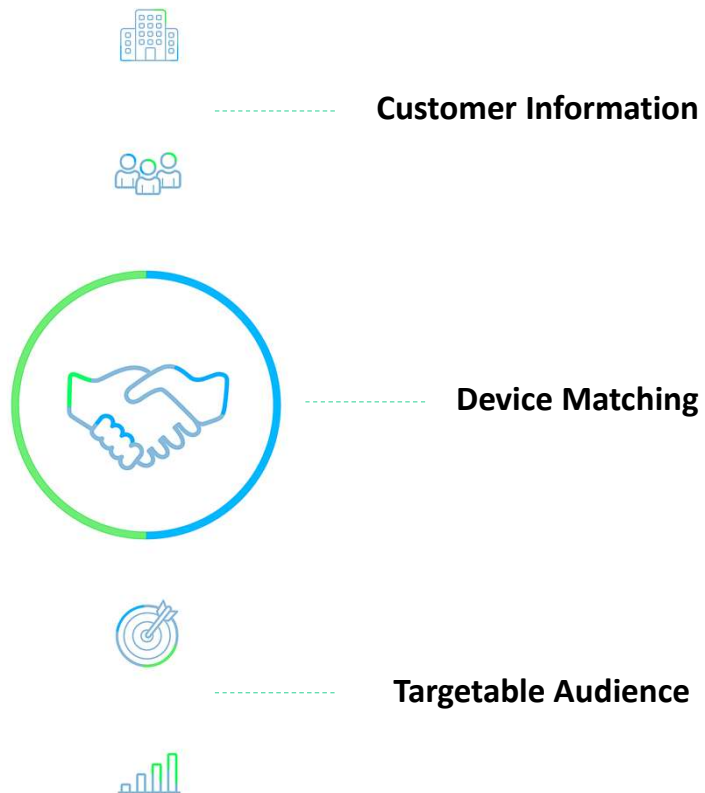 Customer Information
Device Matching
Targetable Audience